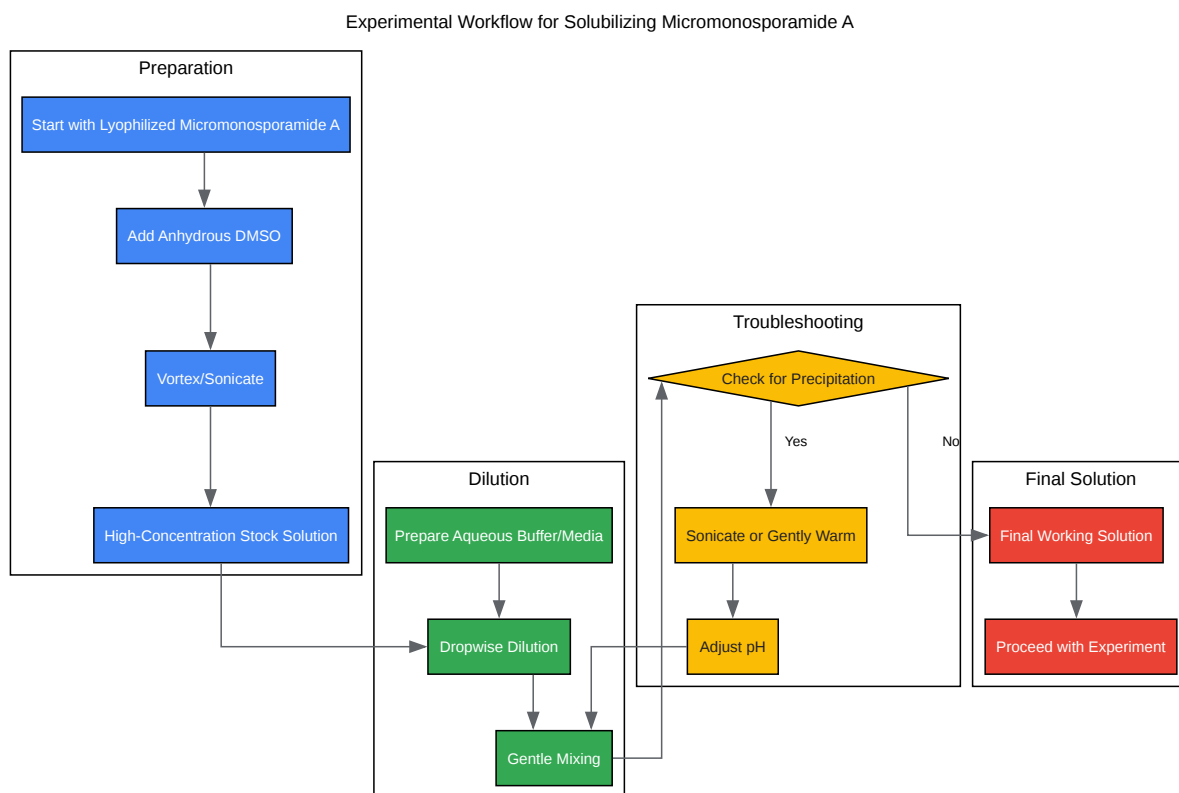 Experimental Workflow for Solubilizing Micromonosporamide A
Preparation
Start with Lyophilized Micromonosporamide A
Add Anhydrous DMSO
Vortex/Sonicate
High-Concentration Stock Solution
Dilution
Prepare Aqueous Buffer/Media
Dropwise Dilution
Gentle Mixing
Troubleshooting
Check for Precipitation
Yes
No
Sonicate or Gently Warm
Adjust pH
Final Solution
Final Working Solution
Proceed with Experiment